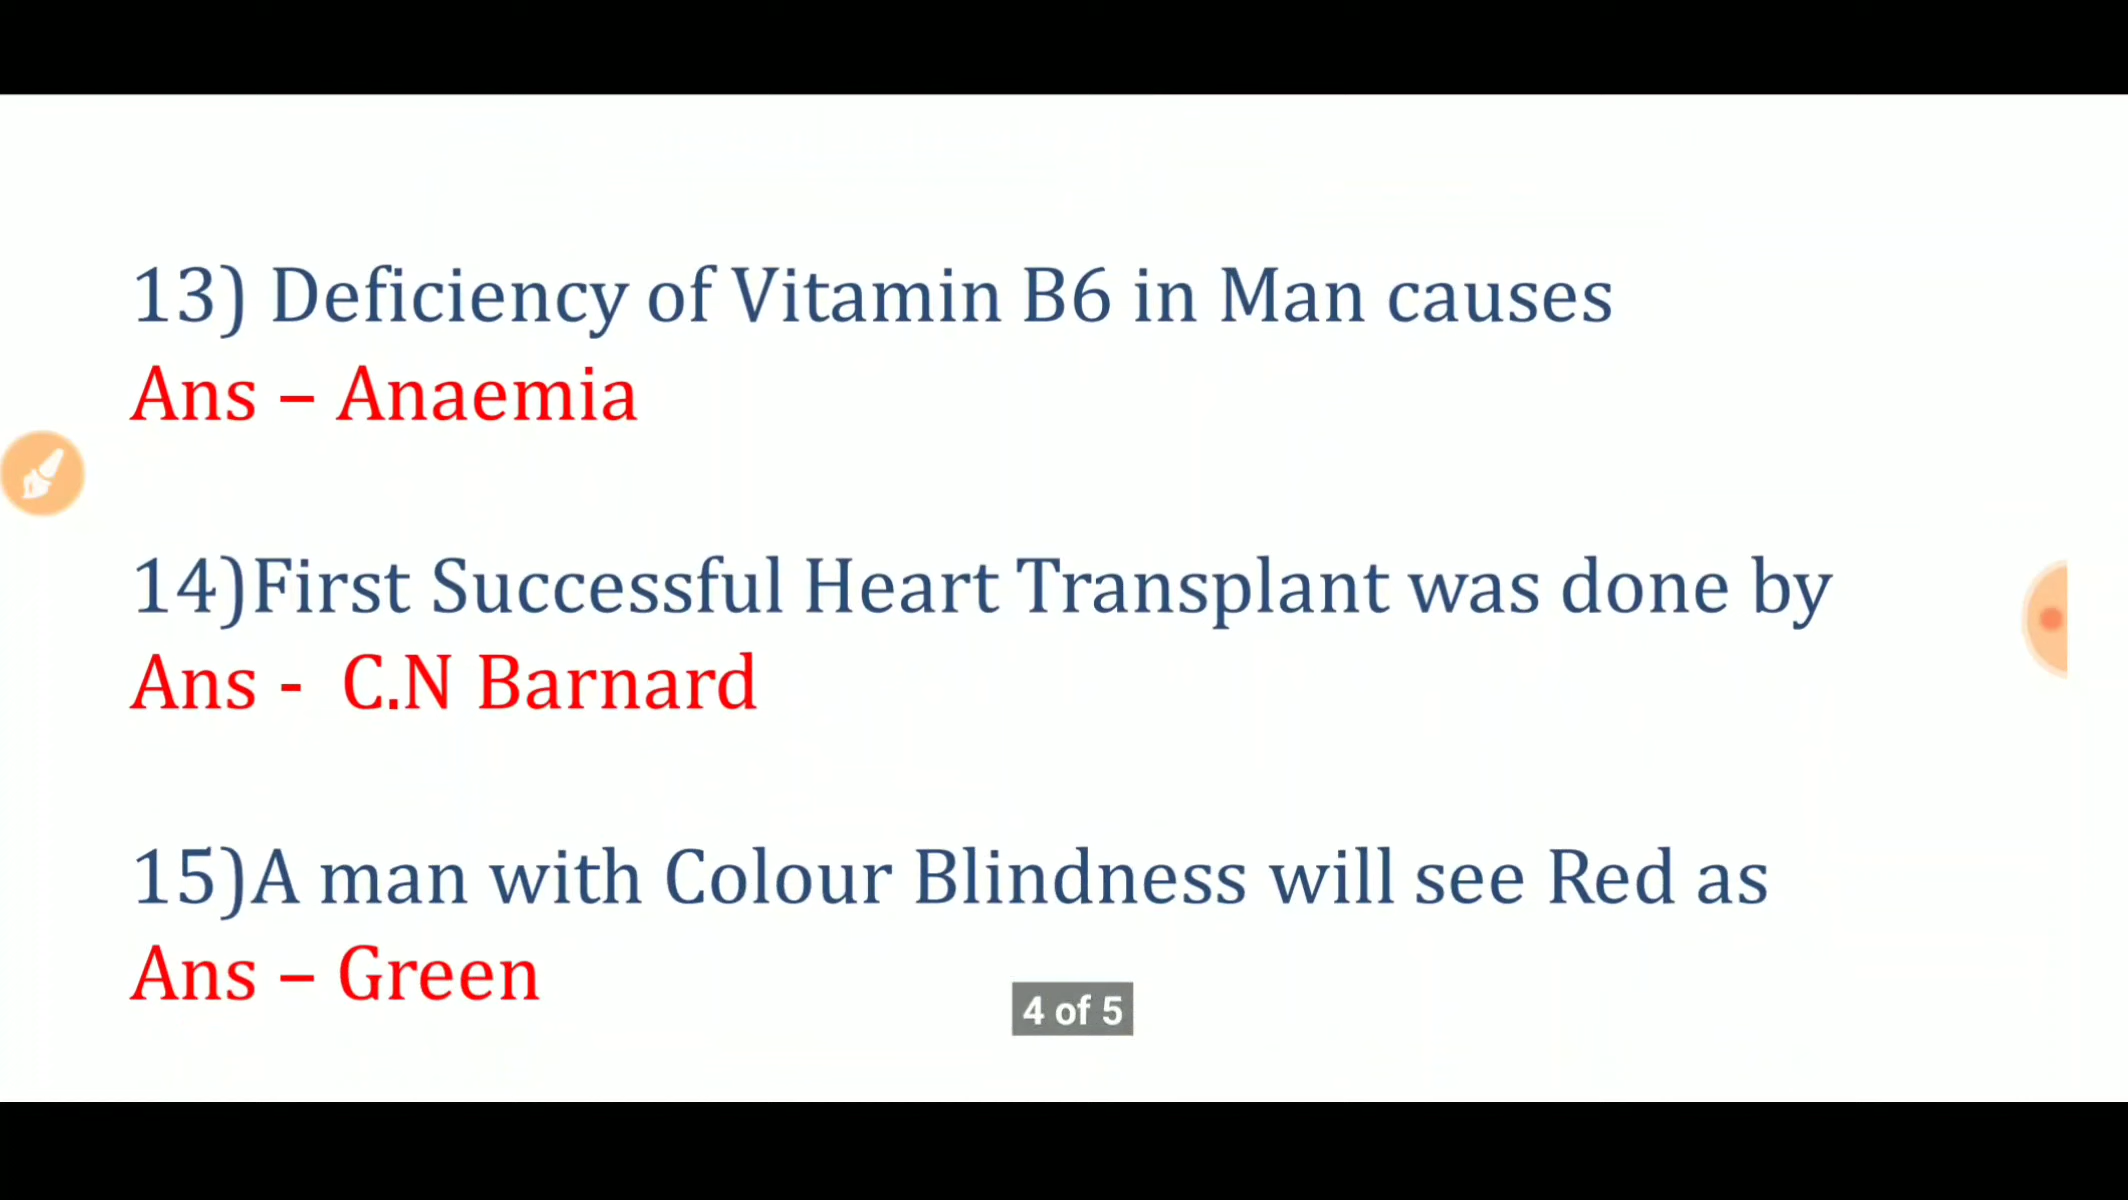 13) Deficiency of Vitamin B6 in Man causes
Ans – Anaemia
14)First Successful Heart Transplant was done by
Ans -  C.N Barnard
15)A man with Colour Blindness will see Red as
Ans – Green
4 of 5